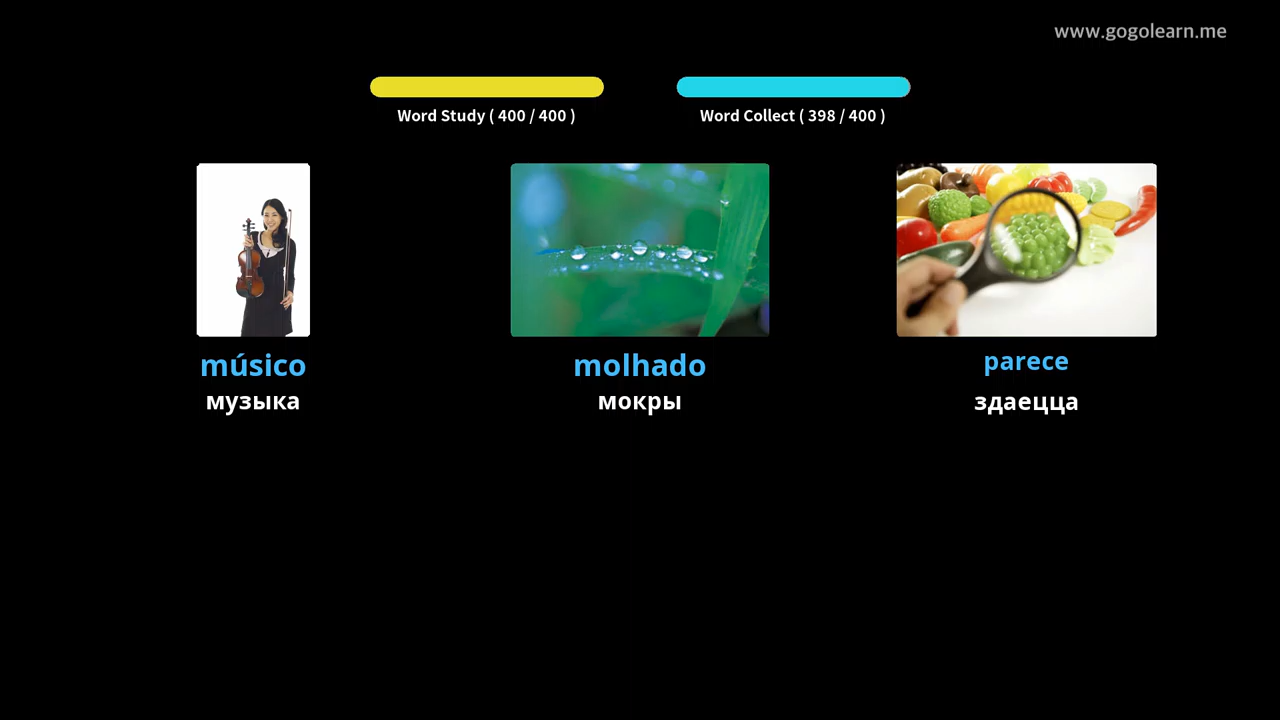 www.gogolearn.me
Word Study ( 400 / 400 )
Word Collect ( 398 / 400 )
músico
molhado
parece
музыка
мокры
здаецца